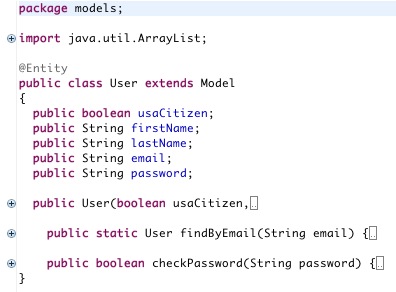 package models;
import java.util.ArrayList;
@Entity
public class User extends Model
{
public boolean usaCitizen;
public String firstName;
public String lastName;
public String email;
public String password;
public User(boolean usaCitizen,..
public static User findByEmail(String email) {..
public boolean checkPassword(String password) {..
}